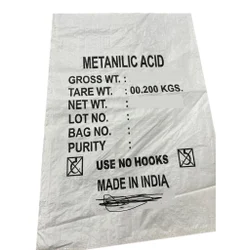 METANILIC ACID
GROSS WT. :
TARE WT. : 00.200 KGS.
NET WT. :
LOT NO. :
BAG NO. :
PURITY :
USE NO HOOKS
MADE IN INDIA